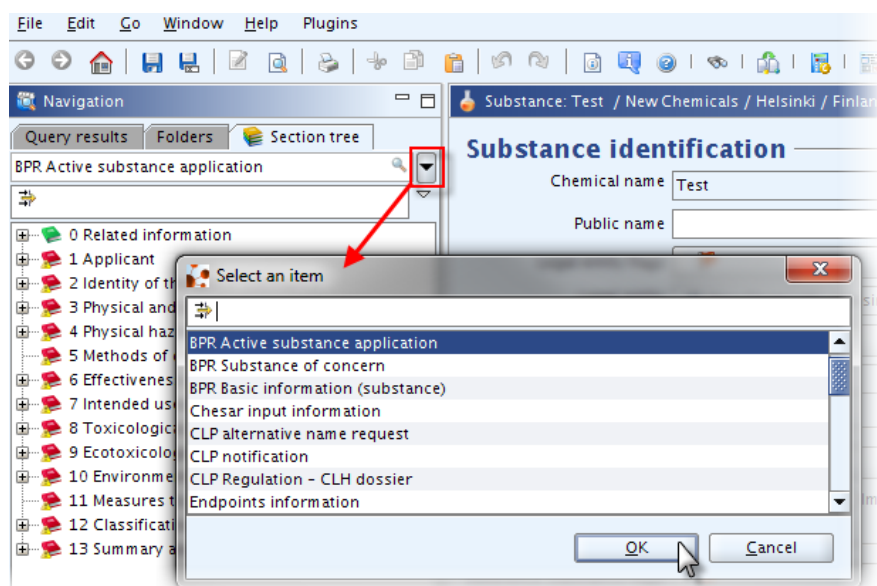 File Edit Go Window Help Plugins
Navigation
Substance: Test / New Chemicals / Helsinki / Finlan
Query results Folders Section tree
Substance identification
BPR Active substance application
Chemical name Test
Public name
0 Related information
1 Applicant
2 Identity of th
3 Physical and
4 Physical haz
5 Methods of
6 Effectivenes
7 Intended us
8 Toxicologic
9 Ecotoxicolo
10 Environme
11 Measures t
12 Classificati
13 Summary a
Select an item
BPR Active substance application
BPR Substance of concern
BPR Basic information (substance)
Chesar input information
CLP alternative name request
CLP notification
CLP Regulation - CLH dossier
Endpoints information
OK Cancel